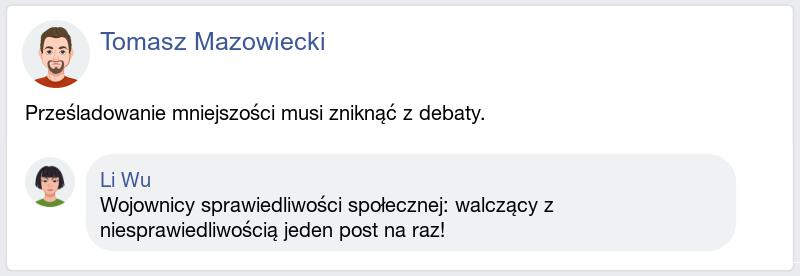 Tomasz Mazowiecki
Prześladowanie mniejszości musi zniknąć z debaty.
Li Wu
Wojownicy sprawiedliwości społecznej: walczący z
niesprawiedliwością jeden post na raz!